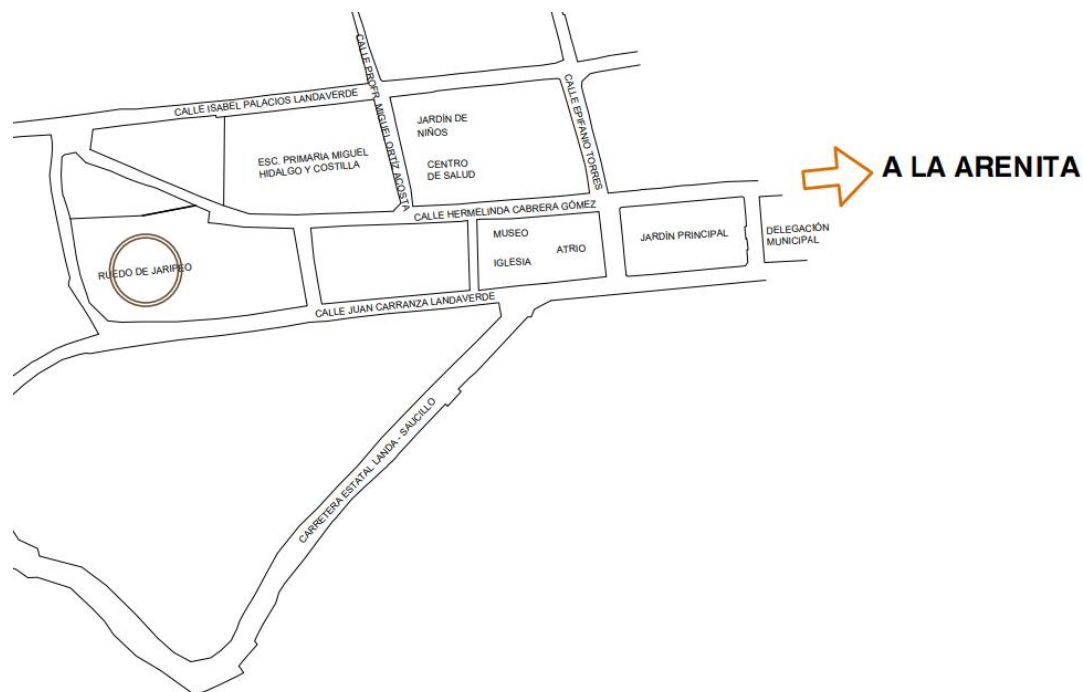 CALLE PROFR. MIGUEL ORTÍZ ACOSTA
CALLE ISABEL PALACIOS LANDAVERDE
CALLE EPIFANIO TORRES
JARDÍN DE
NIÑOS
ESC. PRIMARIA MIGUEL
HIDALGO Y COSTILLA
CENTRO
DE SALUD
A LA ARENITA
CALLE HERMELINDA CABRERA GÓMEZ
MUSEO
ATRIO
IGLESIA
JARDÍN PRINCIPAL
DELEGACIÓN
MUNICIPAL
RUEDO DE JARIPEO
CALLE JUAN CARRANZA LANDAVERDE
CARRETERA ESTATAL LANDA - SAUCILLO